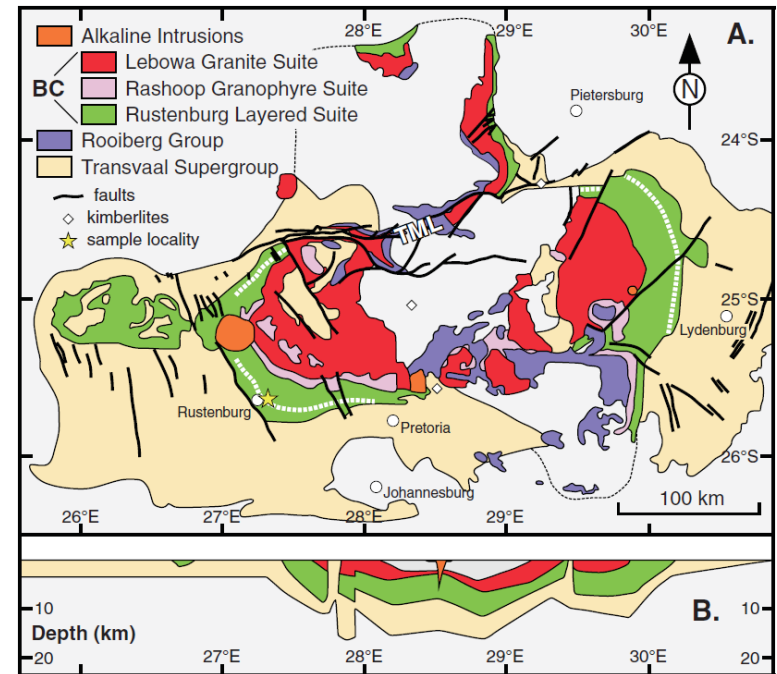 28°E
29°E
30°E
A.
Alkaline Intrusions
Lebowa Granite Suite
BC
Rashoop Granophyre Suite
Rustenburg Layered Suite
Rooiberg Group
Transvaal Supergroup
faults
kimberlites
sample locality
N
Pietersburg
24°S
TML
25°S
Lydenburg
Rustenburg
Pretoria
26°S
Johannesburg
100 km
26°E
27°E
28°E
29°E
30°E
B.
10
10
Depth (km)
20
27°E
28°E
29°E
30°E
20